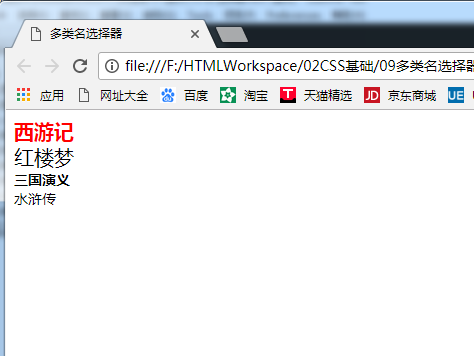 多类名选择器
file:///F:/HTMLWorkspace/02CSS基础/09多类名选择
应用 网址大全 百度 淘宝 T 天猫精选 JD 京东商城 UE
西游记
红楼梦
三国演义
水浒传